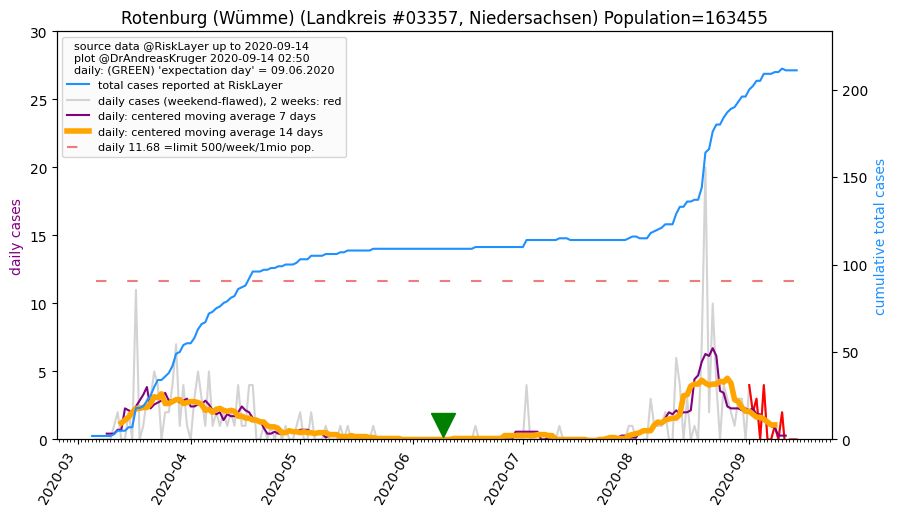 Rotenburg (Wümme) (Landkreis #03357, Niedersachsen) Population=163455
source data @RiskLayer up to 2020-09-14
plot @DrAndreasKruger 2020-09-14 02:50
daily: (GREEN) 'expectation day' = 09.06.2020
total cases reported at RiskLayer
daily cases (weekend-flawed), 2 weeks: red
daily: centered moving average 7 days
daily: centered moving average 14 days
daily 11.68 =limit 500/week/1mio pop.
daily cases
30
25
20
15
10
5
0
cumulative total cases
200
150
100
50
0
2020-03
2020-04
2020-05
2020-06
2020-07
2020-08
2020-09